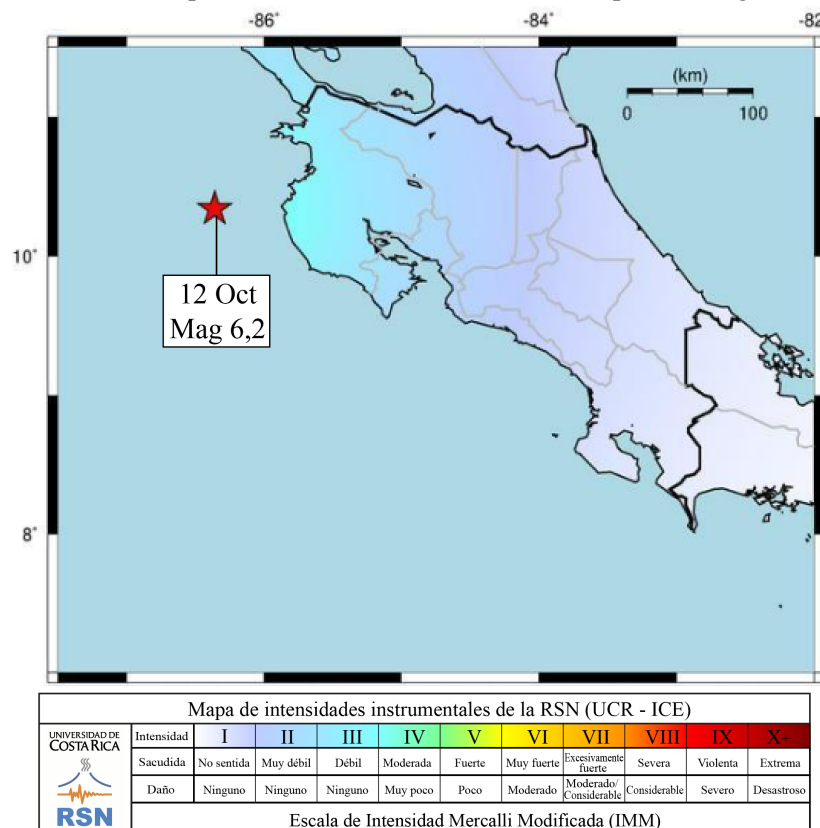 -86° -84° -82
(km)
0 100
10°
12 Oct
Mag 6,2
8°
Mapa de intensidades instrumentales de la RSN (UCR - ICE)
UNIVERSIDAD DE
COSTA RICA
RSN
Intensidad I II III IV V VI VII VIII IX X+
Sacudida No sentida Muy débil Débil Moderada Fuerte Muy fuerte Excesivamente fuerte Severa Violenta Extrema
Daño Ninguno Ninguno Ninguno Muy poco Poco Moderado Moderado/Considerable Considerable Severo Desastroso
Escala de Intensidad Mercalli Modificada (IMM)